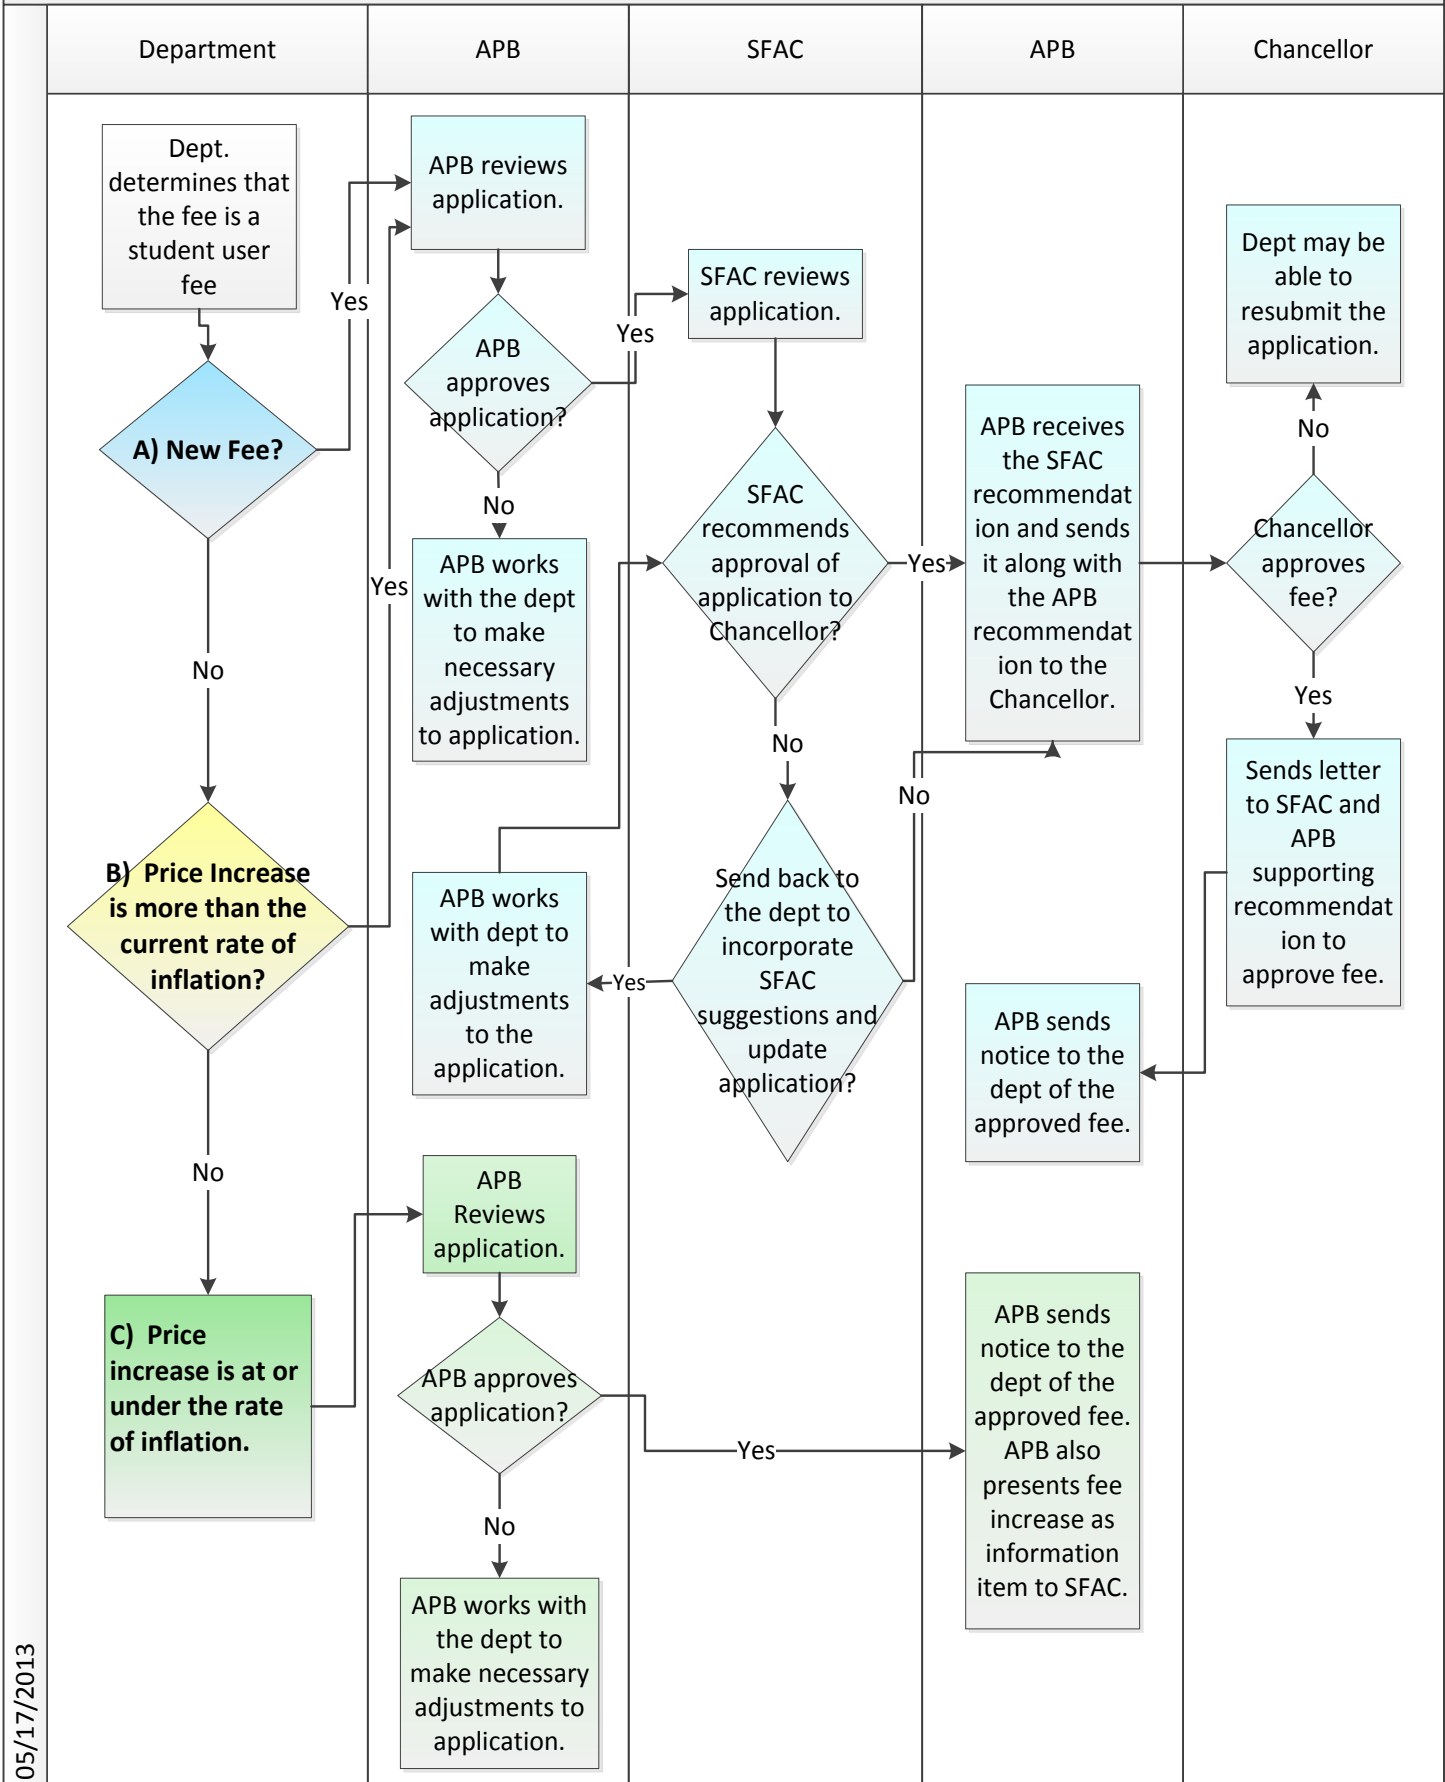 Department
APB
SFAC
APB
Chancellor
Dept.
determines that
the fee is a
student user
fee
A) New Fee?
Yes
No
B)  Price Increase
is more than the
current rate of
inflation?
Yes
No
C)  Price
increase is at or
under the rate
of inflation.
APB reviews
application.
APB
approves
application?
Yes
No
APB works
with the dept
to make
necessary
adjustments
to application.
APB works
with dept to
make
adjustments
to the
application.
APB
Reviews
application.
APB approves
application?
Yes
No
APB works with
the dept to
make necessary
adjustments to
application.
SFAC reviews
application.
SFAC
recommends
approval of
application to
Chancellor?
Yes
No
Send back to
the dept to
incorporate
SFAC
suggestions and
update
application?
Yes
No
APB receives
the SFAC
recommendat
ion and sends
it along with
the APB
recommendat
ion to the
Chancellor.
APB sends
notice to the
dept of the
approved fee.
APB sends
notice to the
dept of the
approved fee.
APB also
presents fee
increase as
information
item to SFAC.
Dept may be
able to
resubmit the
application.
No
Chancellor
approves
fee?
Yes
Sends letter
to SFAC and
APB
supporting
recommendat
ion to
approve fee.
05/17/2013